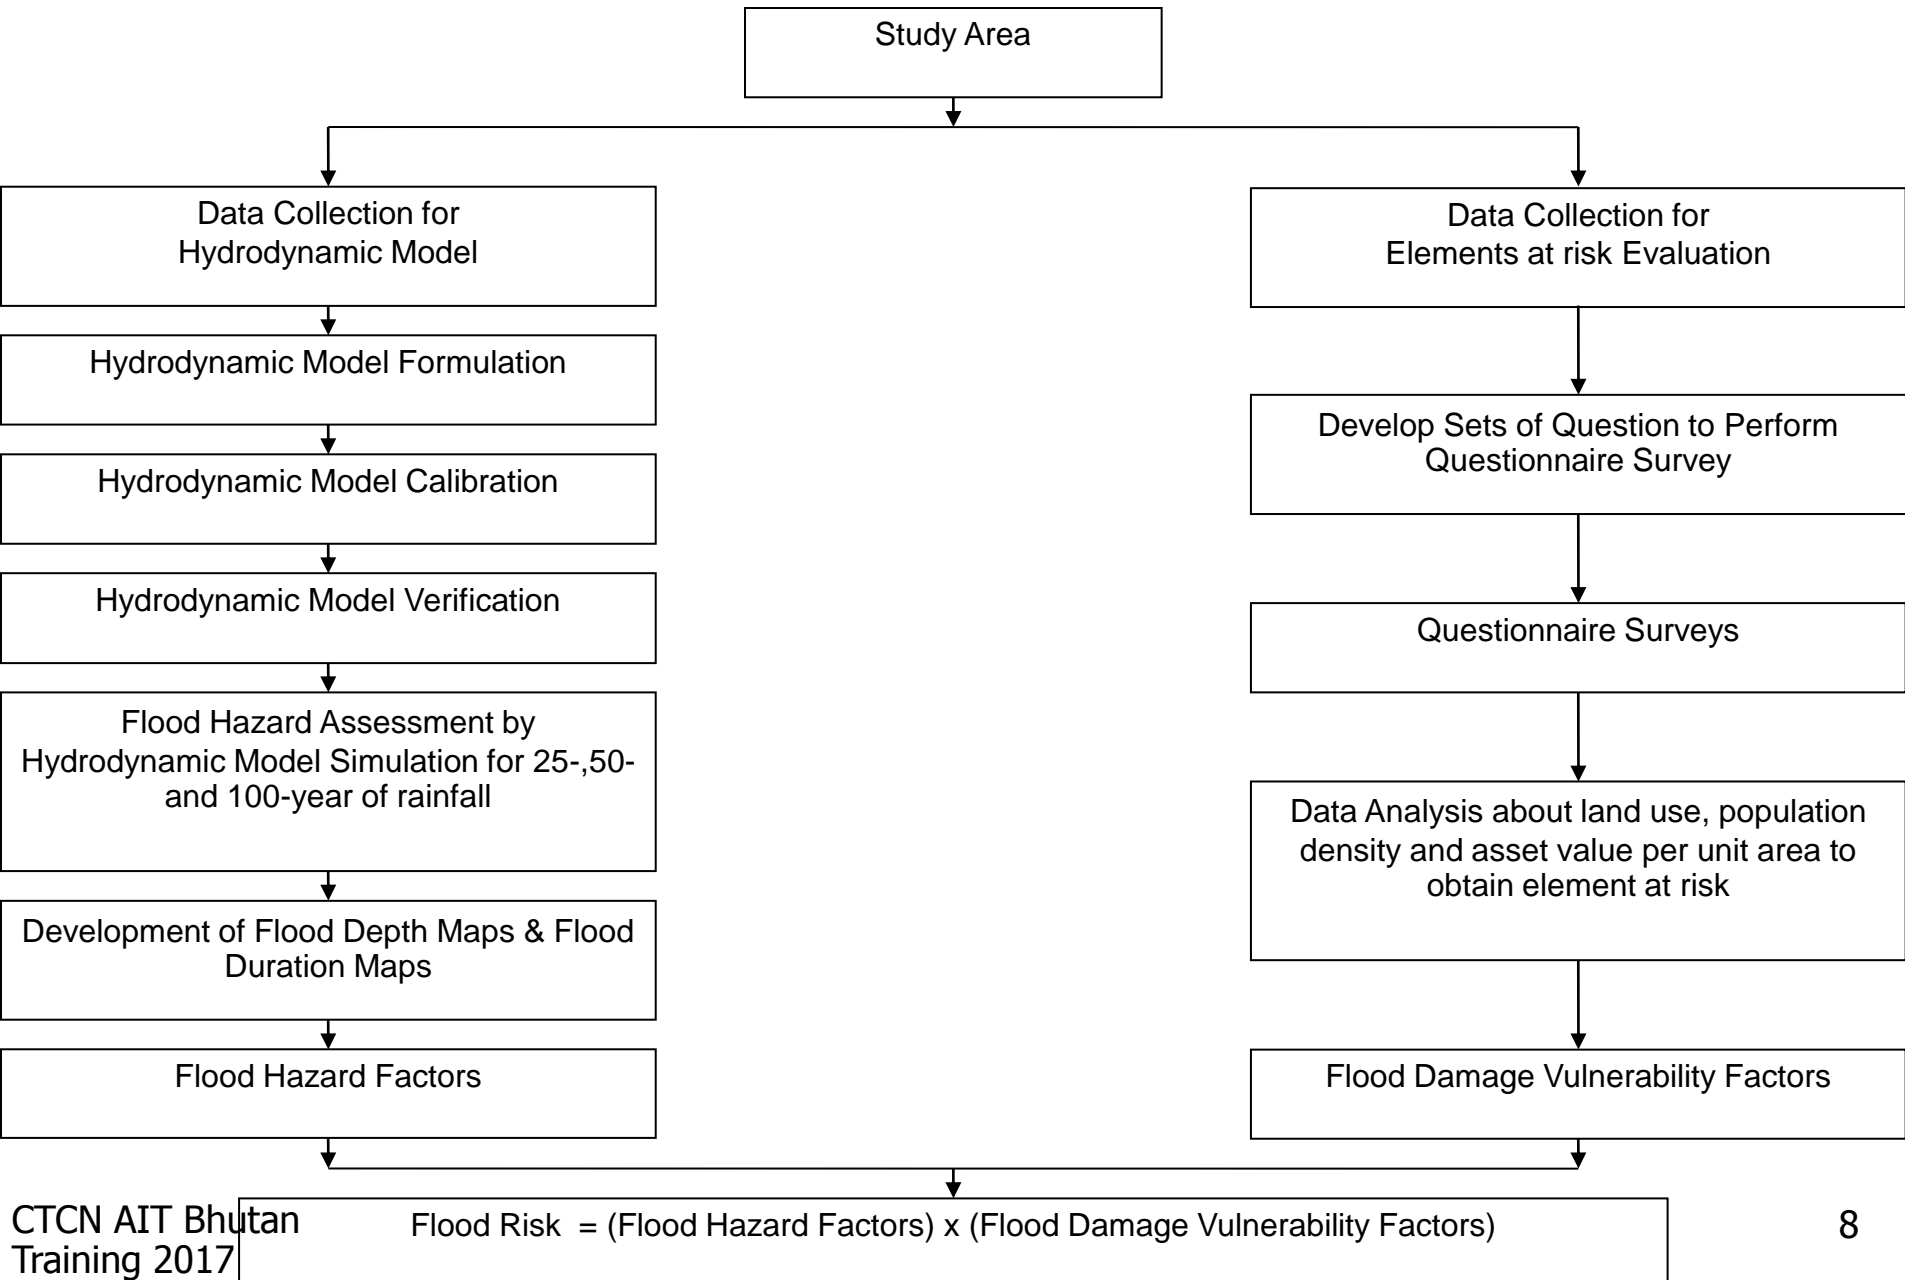 Study Area
Data Collection for
Hydrodynamic Model
Hydrodynamic Model Formulation
Hydrodynamic Model Calibration
Hydrodynamic Model Verification
Flood Hazard Assessment by
Hydrodynamic Model Simulation for 25-,50-
and 100-year of rainfall
Development of Flood Depth Maps & Flood
Duration Maps
Flood Hazard Factors
Data Collection for
Elements at risk Evaluation
Develop Sets of Question to Perform
Questionnaire Survey
Questionnaire Surveys
Data Analysis about land use, population
density and asset value per unit area to
obtain element at risk
Flood Damage Vulnerability Factors
Flood Risk = (Flood Hazard Factors) x (Flood Damage Vulnerability Factors)
CTCN AIT Bhutan
Training 2017
8